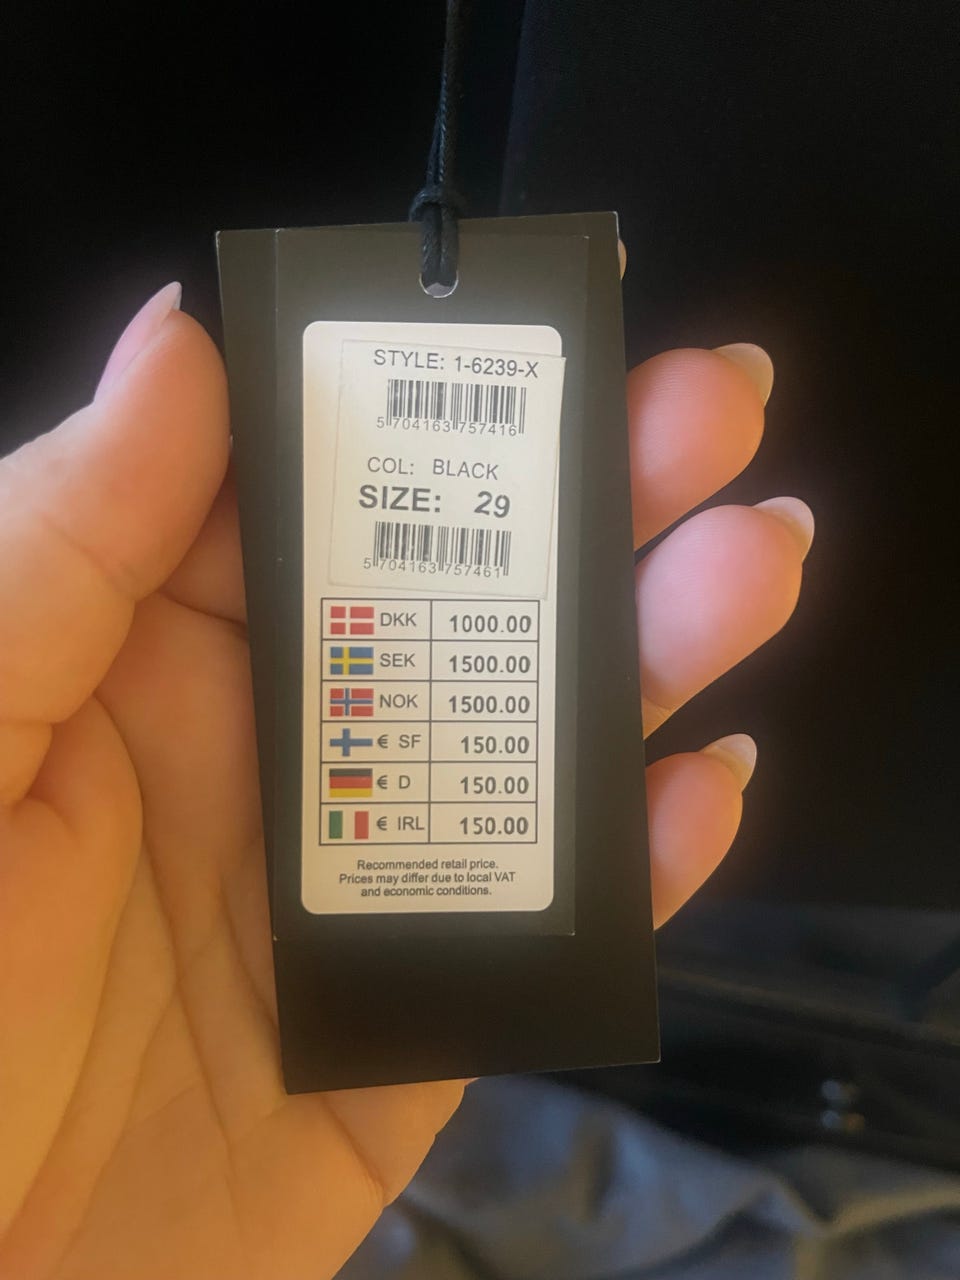 STYLE: 1-6239-X
5 704163 757416
COL: BLACK
SIZE: 29
5 704163 757461
DKK 1000.00
SEK 1500.00
NOK 1500.00
€ SF 150.00
€ D 150.00
€ IRL 150.00
Recommended retail price.
Prices may differ due to local VAT
and economic conditions.